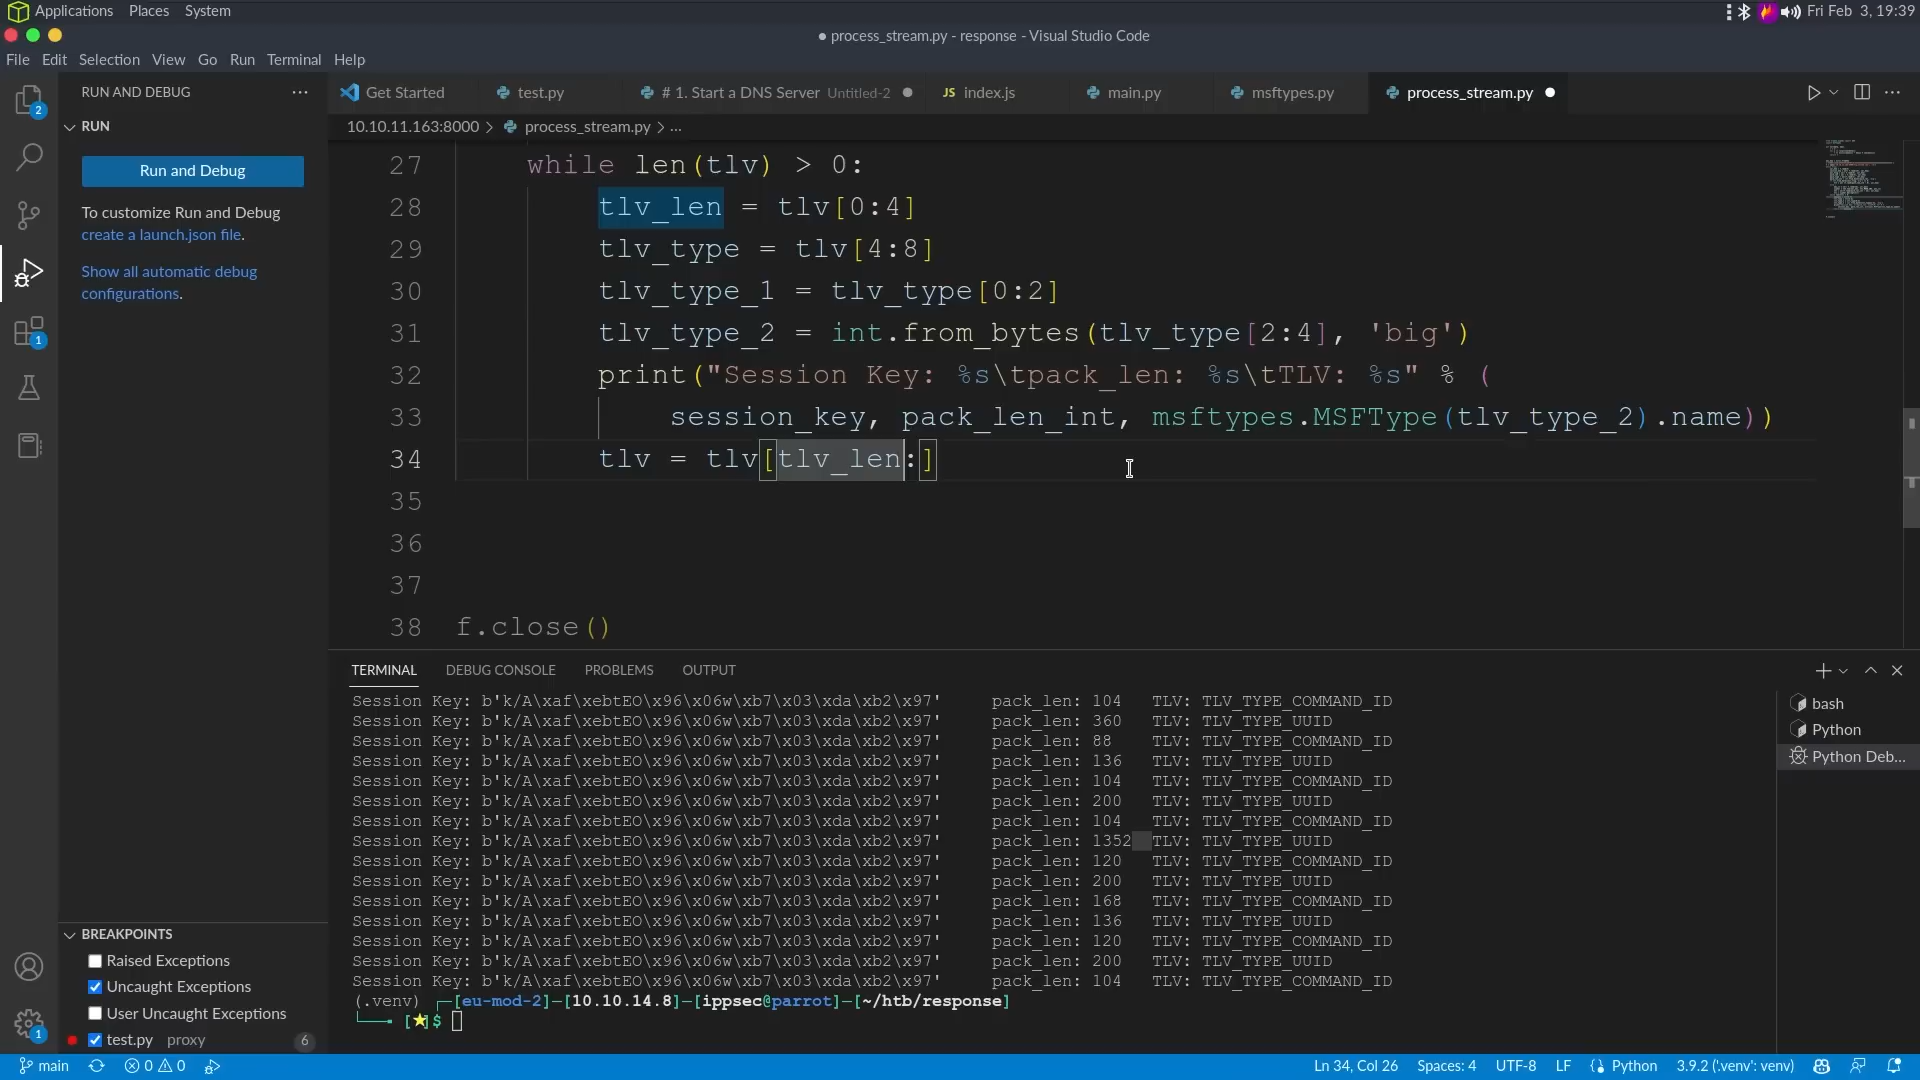 Applications Places System
Fri Feb 3, 19:39
● process_stream.py - response - Visual Studio Code
File Edit Selection View Go Run Terminal Help
RUN AND DEBUG
RUN
Run and Debug
To customize Run and Debug
create a launch.json file.
Show all automatic debug
configurations.
Get Started
test.py
# 1. Start a DNS Server Untitled-2
JS index.js
main.py
msftypes.py
process_stream.py
10.10.11.163:8000 > process_stream.py > ...
27 while len(tlv) > 0:
28 tlv_len = tlv[0:4]
29 tlv_type = tlv[4:8]
30 tlv_type_1 = tlv_type[0:2]
31 tlv_type_2 = int.from_bytes(tlv_type[2:4], 'big')
32 print("Session Key: %s\tpack_len: %s\tTLV: %s" % (
33 session_key, pack_len_int, msftypes.MSFType(tlv_type_2).name))
34 tlv = tlv[tlv_len:]
35
36
37
38 f.close()
TERMINAL DEBUG CONSOLE PROBLEMS OUTPUT
Session Key: b'k/A\xaf\xebtEO\x96\x06w\xb7\x03\xda\xb2\x97' pack_len: 104 TLV: TLV_TYPE_COMMAND_ID
Session Key: b'k/A\xaf\xebtEO\x96\x06w\xb7\x03\xda\xb2\x97' pack_len: 360 TLV: TLV_TYPE_UUID
Session Key: b'k/A\xaf\xebtEO\x96\x06w\xb7\x03\xda\xb2\x97' pack_len: 88 TLV: TLV_TYPE_COMMAND_ID
Session Key: b'k/A\xaf\xebtEO\x96\x06w\xb7\x03\xda\xb2\x97' pack_len: 136 TLV: TLV_TYPE_UUID
Session Key: b'k/A\xaf\xebtEO\x96\x06w\xb7\x03\xda\xb2\x97' pack_len: 104 TLV: TLV_TYPE_COMMAND_ID
Session Key: b'k/A\xaf\xebtEO\x96\x06w\xb7\x03\xda\xb2\x97' pack_len: 200 TLV: TLV_TYPE_UUID
Session Key: b'k/A\xaf\xebtEO\x96\x06w\xb7\x03\xda\xb2\x97' pack_len: 104 TLV: TLV_TYPE_COMMAND_ID
Session Key: b'k/A\xaf\xebtEO\x96\x06w\xb7\x03\xda\xb2\x97' pack_len: 1352 TLV: TLV_TYPE_UUID
Session Key: b'k/A\xaf\xebtEO\x96\x06w\xb7\x03\xda\xb2\x97' pack_len: 120 TLV: TLV_TYPE_COMMAND_ID
Session Key: b'k/A\xaf\xebtEO\x96\x06w\xb7\x03\xda\xb2\x97' pack_len: 200 TLV: TLV_TYPE_UUID
Session Key: b'k/A\xaf\xebtEO\x96\x06w\xb7\x03\xda\xb2\x97' pack_len: 168 TLV: TLV_TYPE_COMMAND_ID
Session Key: b'k/A\xaf\xebtEO\x96\x06w\xb7\x03\xda\xb2\x97' pack_len: 136 TLV: TLV_TYPE_UUID
Session Key: b'k/A\xaf\xebtEO\x96\x06w\xb7\x03\xda\xb2\x97' pack_len: 120 TLV: TLV_TYPE_COMMAND_ID
Session Key: b'k/A\xaf\xebtEO\x96\x06w\xb7\x03\xda\xb2\x97' pack_len: 200 TLV: TLV_TYPE_UUID
Session Key: b'k/A\xaf\xebtEO\x96\x06w\xb7\x03\xda\xb2\x97' pack_len: 104 TLV: TLV_TYPE_COMMAND_ID
(.venv) ┌─[eu-mod-2]─[10.10.14.8]─[ippsec@parrot]─[~/htb/response]
└──╼ [★]$
bash
Python
Python Deb...
BREAKPOINTS
Raised Exceptions
Uncaught Exceptions
User Uncaught Exceptions
test.py proxy 6
2
1
1
main 0 0
Ln 34, Col 26 Spaces: 4 UTF-8 LF Python 3.9.2 ('.venv': venv)